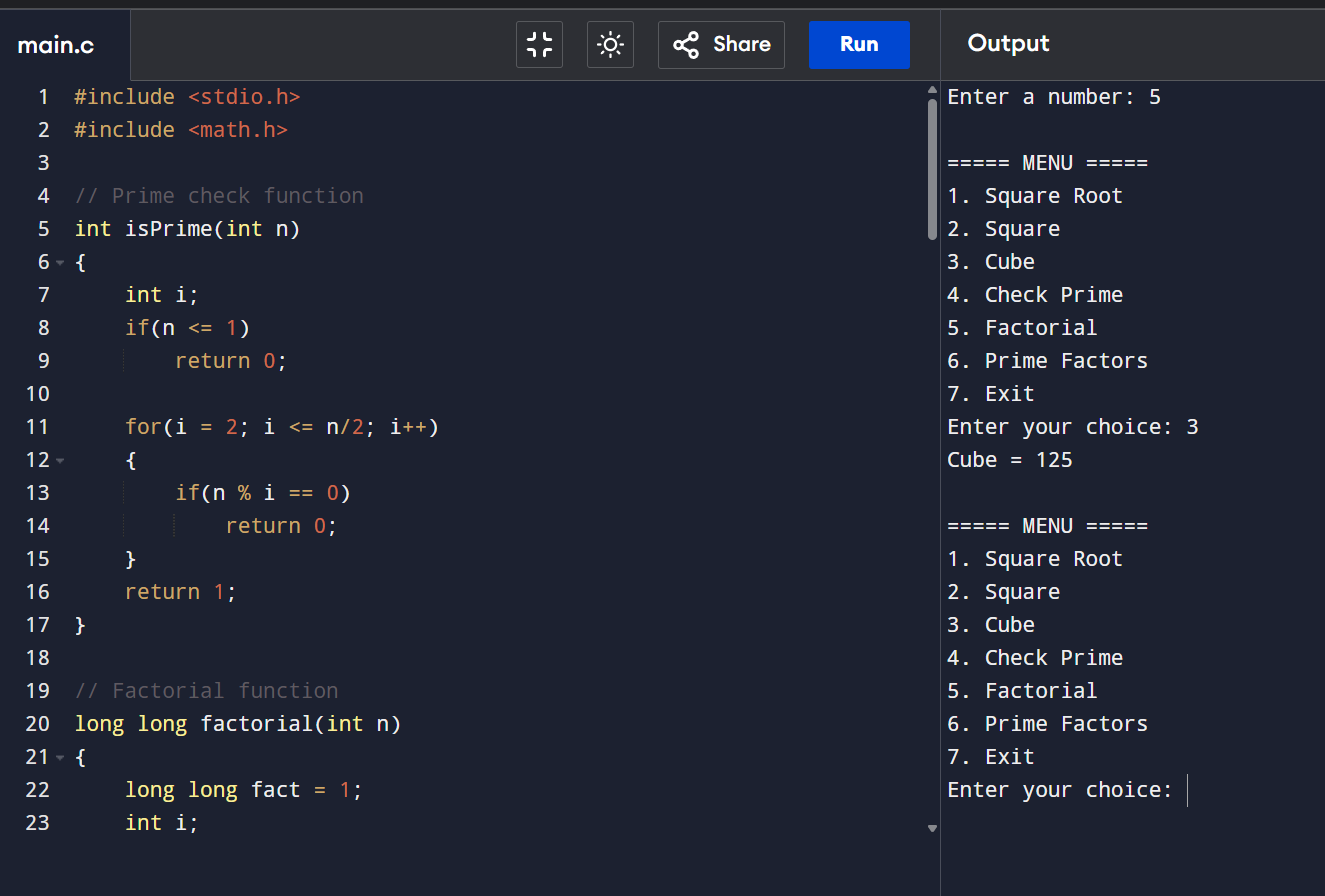 main.c
Share
Run
Output
1 #include <stdio.h>
2 #include <math.h>
3
4 // Prime check function
5 int isPrime(int n)
6 {
7     int i;
8     if(n <= 1)
9         return 0;
10
11     for(i = 2; i <= n/2; i++)
12     {
13         if(n % i == 0)
14             return 0;
15     }
16     return 1;
17 }
18
19 // Factorial function
20 long long factorial(int n)
21 {
22     long long fact = 1;
23     int i;
Enter a number: 5

===== MENU =====
1. Square Root
2. Square
3. Cube
4. Check Prime
5. Factorial
6. Prime Factors
7. Exit
Enter your choice: 3
Cube = 125

===== MENU =====
1. Square Root
2. Square
3. Cube
4. Check Prime
5. Factorial
6. Prime Factors
7. Exit
Enter your choice: